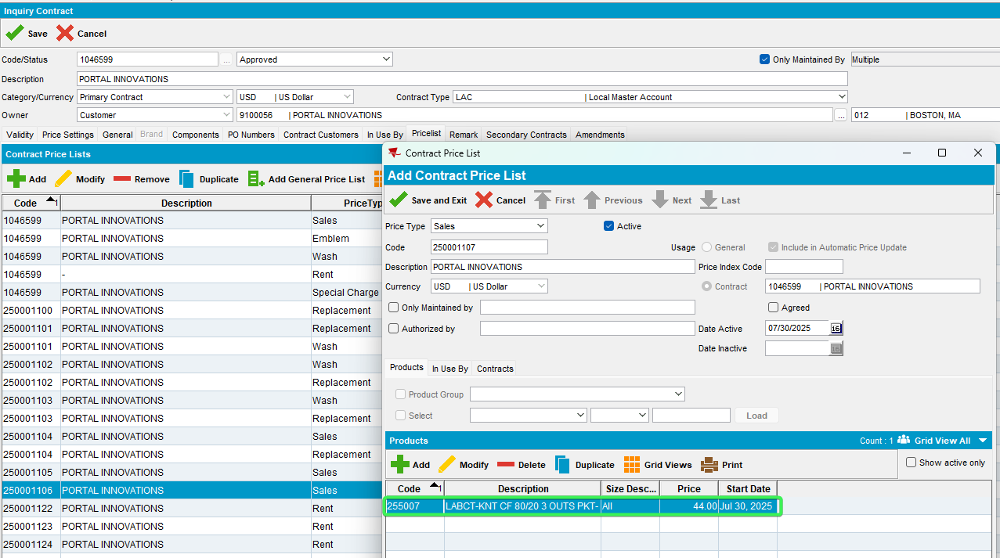 Inquiry Contract
Save Cancel
Code/Status 1046599 ... Approved Only Maintained By Multiple
Description PORTAL INNOVATIONS
Category/Currency Primary Contract USD | US Dollar Contract Type LAC | Local Master Account
Owner Customer 9100056 | PORTAL INNOVATIONS ... 012 | BOSTON, MA
Validity Price Settings General Brand Components PO Numbers Contract Customers In Use By Pricelist Remark Secondary Contracts Amendments
Contract Price Lists
Add Modify Remove Duplicate Add General Price List
Code 1 Description PriceTyp
1046599 PORTAL INNOVATIONS Sales
1046599 PORTAL INNOVATIONS Emblem
1046599 PORTAL INNOVATIONS Wash
1046599 - Rent
1046599 PORTAL INNOVATIONS Special Charge
250001100 PORTAL INNOVATIONS Replacement
250001101 PORTAL INNOVATIONS Replacement
250001101 PORTAL INNOVATIONS Wash
250001102 PORTAL INNOVATIONS Wash
250001102 PORTAL INNOVATIONS Replacement
250001103 PORTAL INNOVATIONS Wash
250001103 PORTAL INNOVATIONS Replacement
250001104 PORTAL INNOVATIONS Sales
250001104 PORTAL INNOVATIONS Replacement
250001105 PORTAL INNOVATIONS Sales
250001106 PORTAL INNOVATIONS Sales
250001122 PORTAL INNOVATIONS Rent
250001123 PORTAL INNOVATIONS Rent
250001124 PORTAL INNOVATIONS Rent
Contract Price List
Add Contract Price List
Save and Exit Cancel First Previous Next Last
Price Type Sales Active
Code 250001107 Usage General Include in Automatic Price Update
Description PORTAL INNOVATIONS Price Index Code
Currency USD | US Dollar Contract 1046599 | PORTAL INNOVATIONS
Only Maintained by Agreed
Authorized by Date Active 07/30/2025 16
Date Inactive 16
Products In Use By Contracts
Product Group
Select Load
Products Count : 1 Grid View All
Add Modify Delete Duplicate Grid Views Print Show active only
Code 1 Description Size Desc... Price Start Date
255007 LABCT-KNT CF 80/20 3 OUTS PKT- All 44.00 Jul 30, 2025